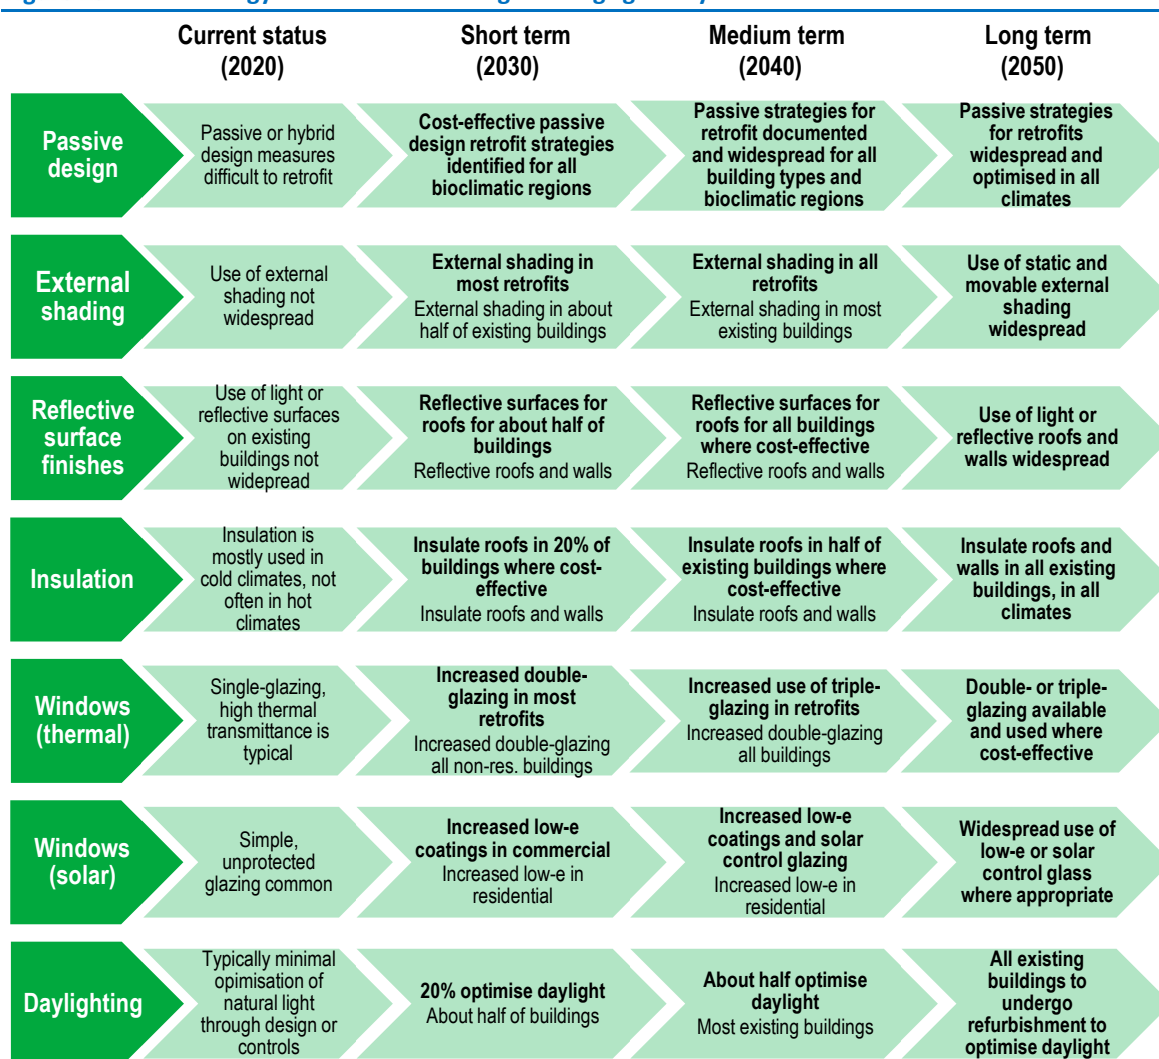 Current status
(2020)
Short term
(2030)
Medium term
(2040)
Long term
(2050)
Passive
design
Passive or hybrid
design measures
difficult to retrofit
Cost-effective passive
design retrofit strategies
identified for all
bioclimatic regions
Passive strategies for
retrofit documented
and widespread for all
building types and
bioclimatic regions
Passive strategies
for retrofits
widespread and
optimised in all
climates
External
shading
Use of external
shading not
widespread
External shading in
most retrofits
External shading in about
half of existing buildings
External shading in all
retrofits
External shading in most
existing buildings
Use of static and
movable external
shading
widespread
Reflective
surface
finishes
Use of light or
reflective surfaces
on existing
buildings not
widepread
Reflective surfaces for
roofs for about half of
buildings
Reflective roofs and walls
Reflective surfaces for
roofs for all buildings
where cost-effective
Reflective roofs and walls
Use of light or
reflective roofs and
walls widespread
Insulation
Insulation is
mostly used in
cold climates, not
often in hot
climates
Insulate roofs in 20% of
buildings where cost-
effective
Insulate roofs and walls
Insulate roofs in half of
existing buildings where
cost-effective
Insulate roofs and walls
Insulate roofs and
walls in all existing
buildings, in all
climates
Windows
(thermal)
Single-glazing,
high thermal
transmittance is
typical
Increased double-
glazing in most
retrofits
Increased double-glazing
all non-res. buildings
Increased use of triple-
glazing in retrofits
Increased double-glazing
all buildings
Double- or triple-
glazing available
and used where
cost-effective
Windows
(solar)
Simple,
unprotected
glazing common
Increased low-e
coatings in commercial
Increased low-e in
residential
Increased low-e
coatings and solar
control glazing
Increased low-e in
residential
Widespread use of
low-e or solar
control glass
where appropriate
Daylighting
Typically minimal
opimisation of
natural light
through design or
controls
20% optimise daylight
About half of buildings
About half optimise
daylight
Most existing buildings
All existing
buildings to
undergo
refurbishment to
optimise daylight